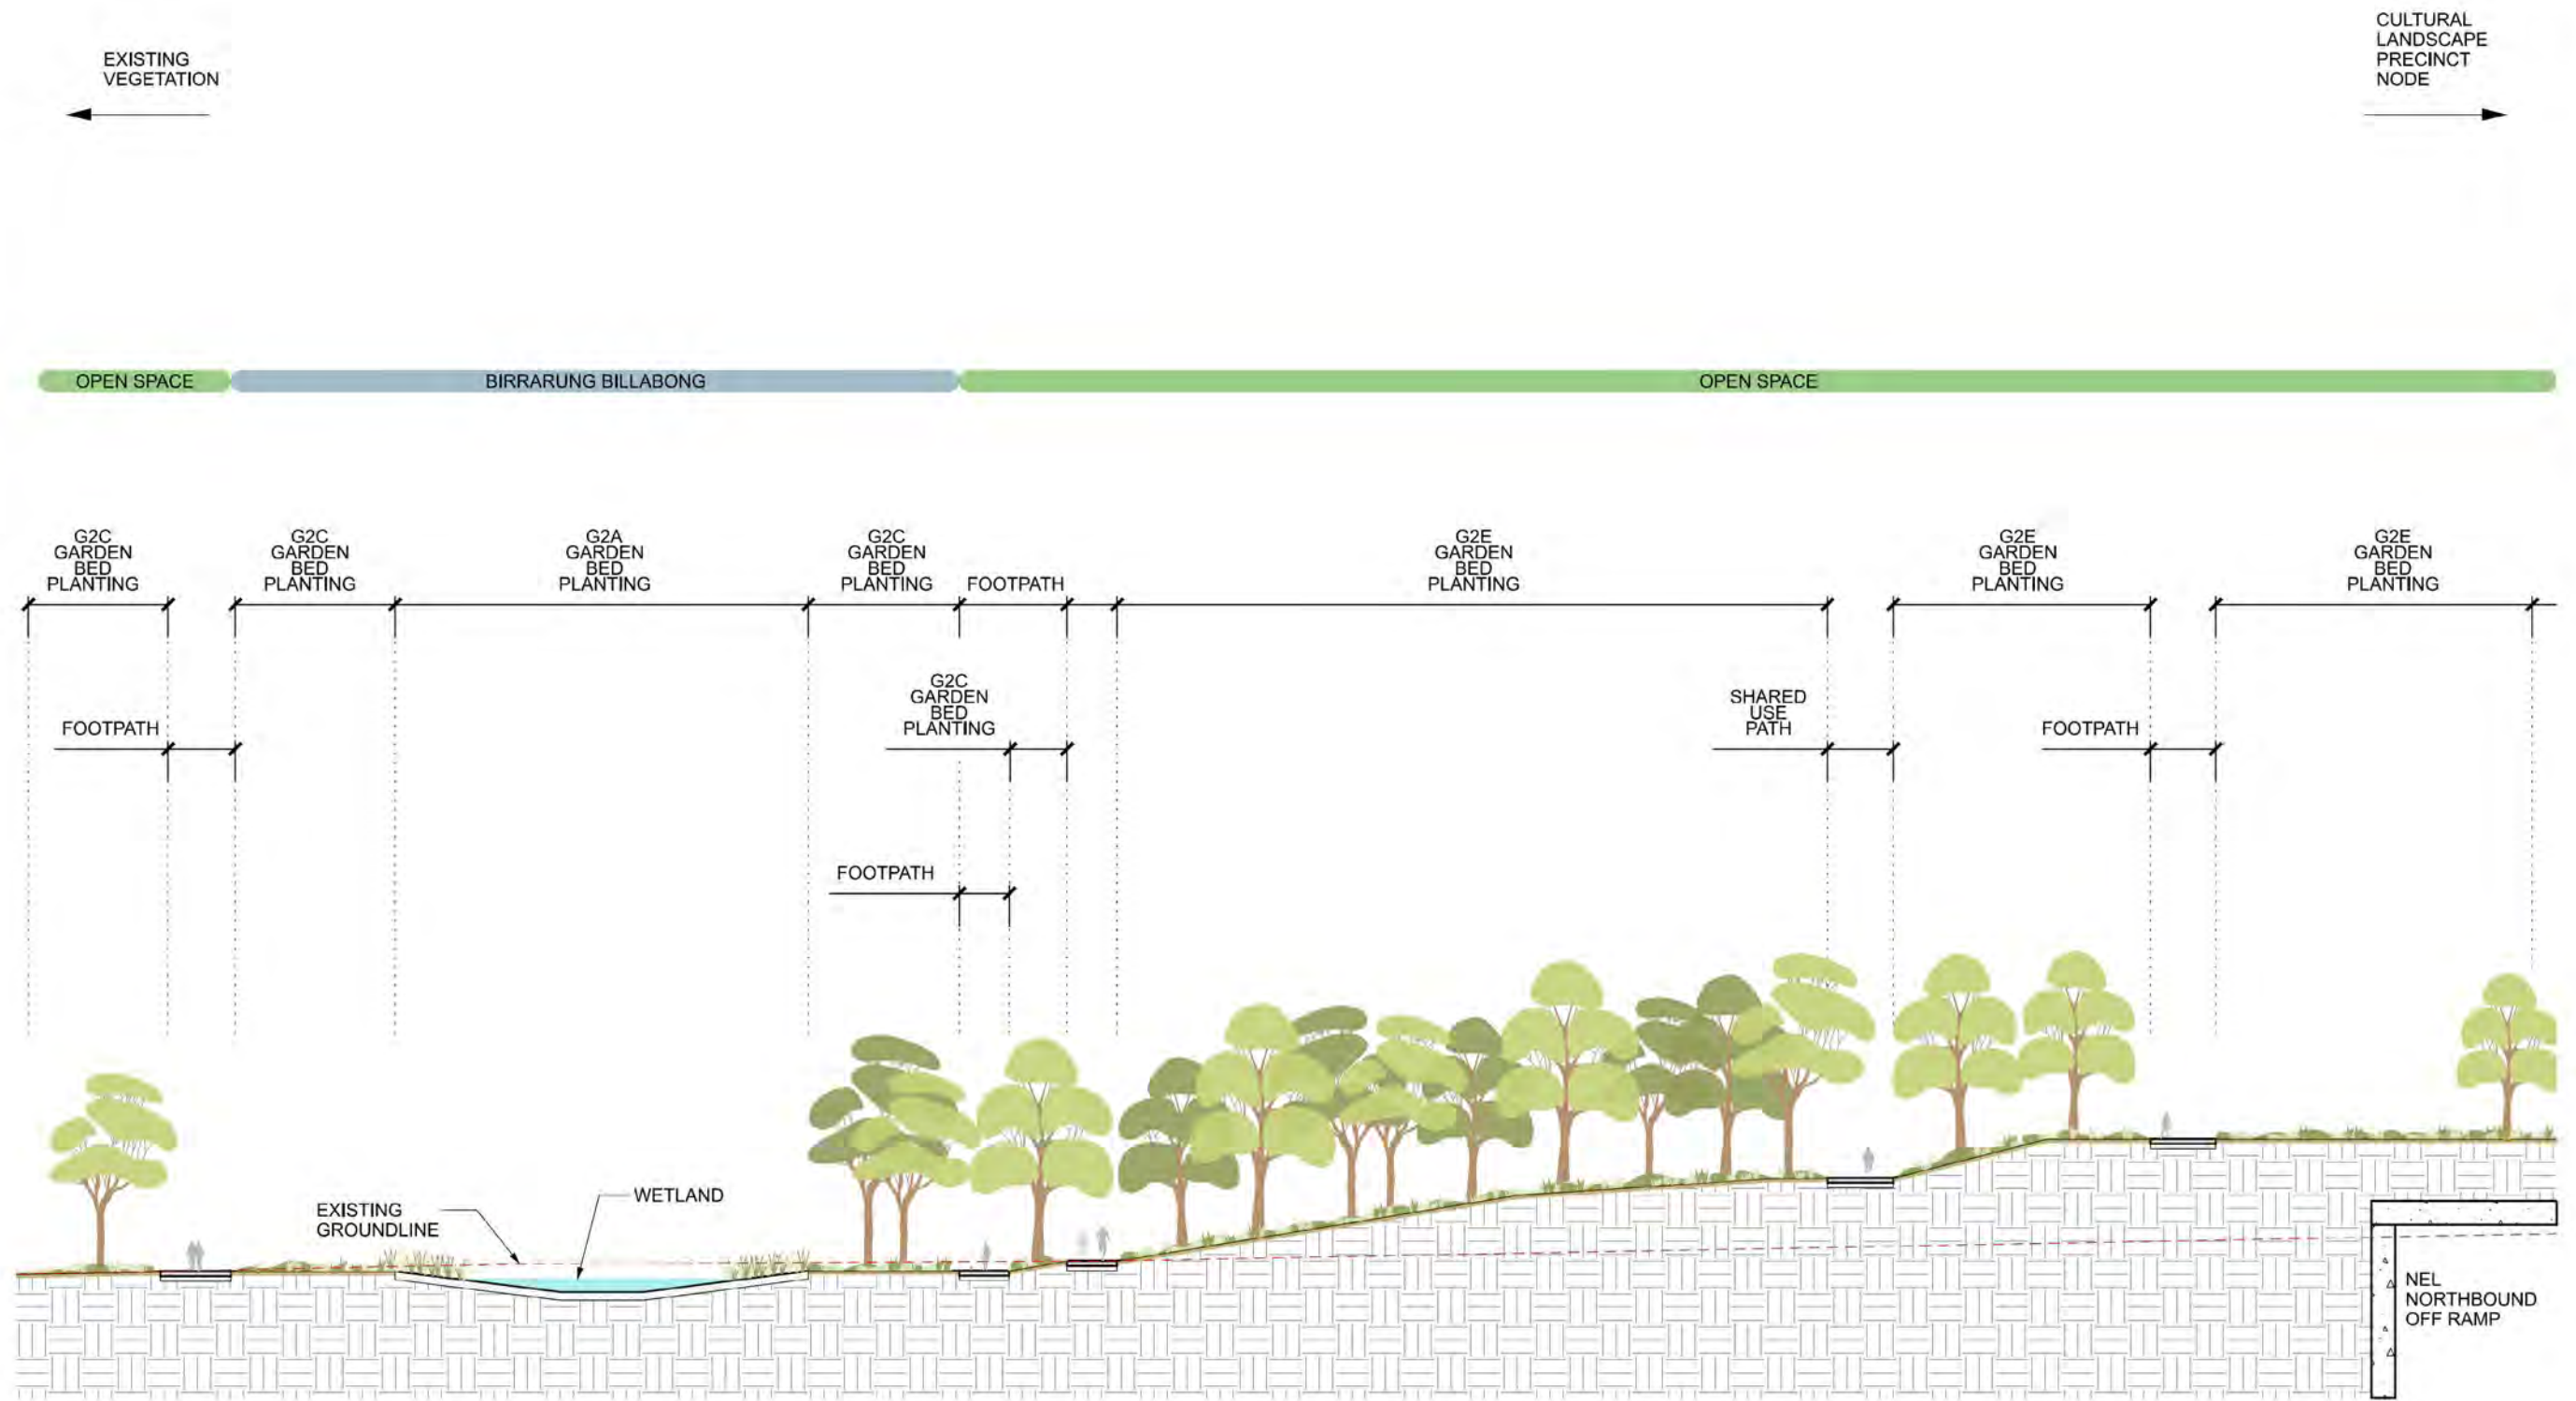 EXISTING
VEGETATION
CULTURAL
LANDSCAPE
PRECINCT
NODE
OPEN SPACE
BIRRARUNG BILLABONG
OPEN SPACE
G2C
GARDEN
BED
PLANTING
G2C
GARDEN
BED
PLANTING
G2A
GARDEN
BED
PLANTING
G2C
GARDEN
BED
PLANTING
FOOTPATH
G2E
GARDEN
BED
PLANTING
G2E
GARDEN
BED
PLANTING
G2E
GARDEN
BED
PLANTING
FOOTPATH
G2C
GARDEN
BED
PLANTING
SHARED
USE
PATH
FOOTPATH
FOOTPATH
EXISTING
GROUNDLINE
WETLAND
NEL
NORTHBOUND
OFF RAMP